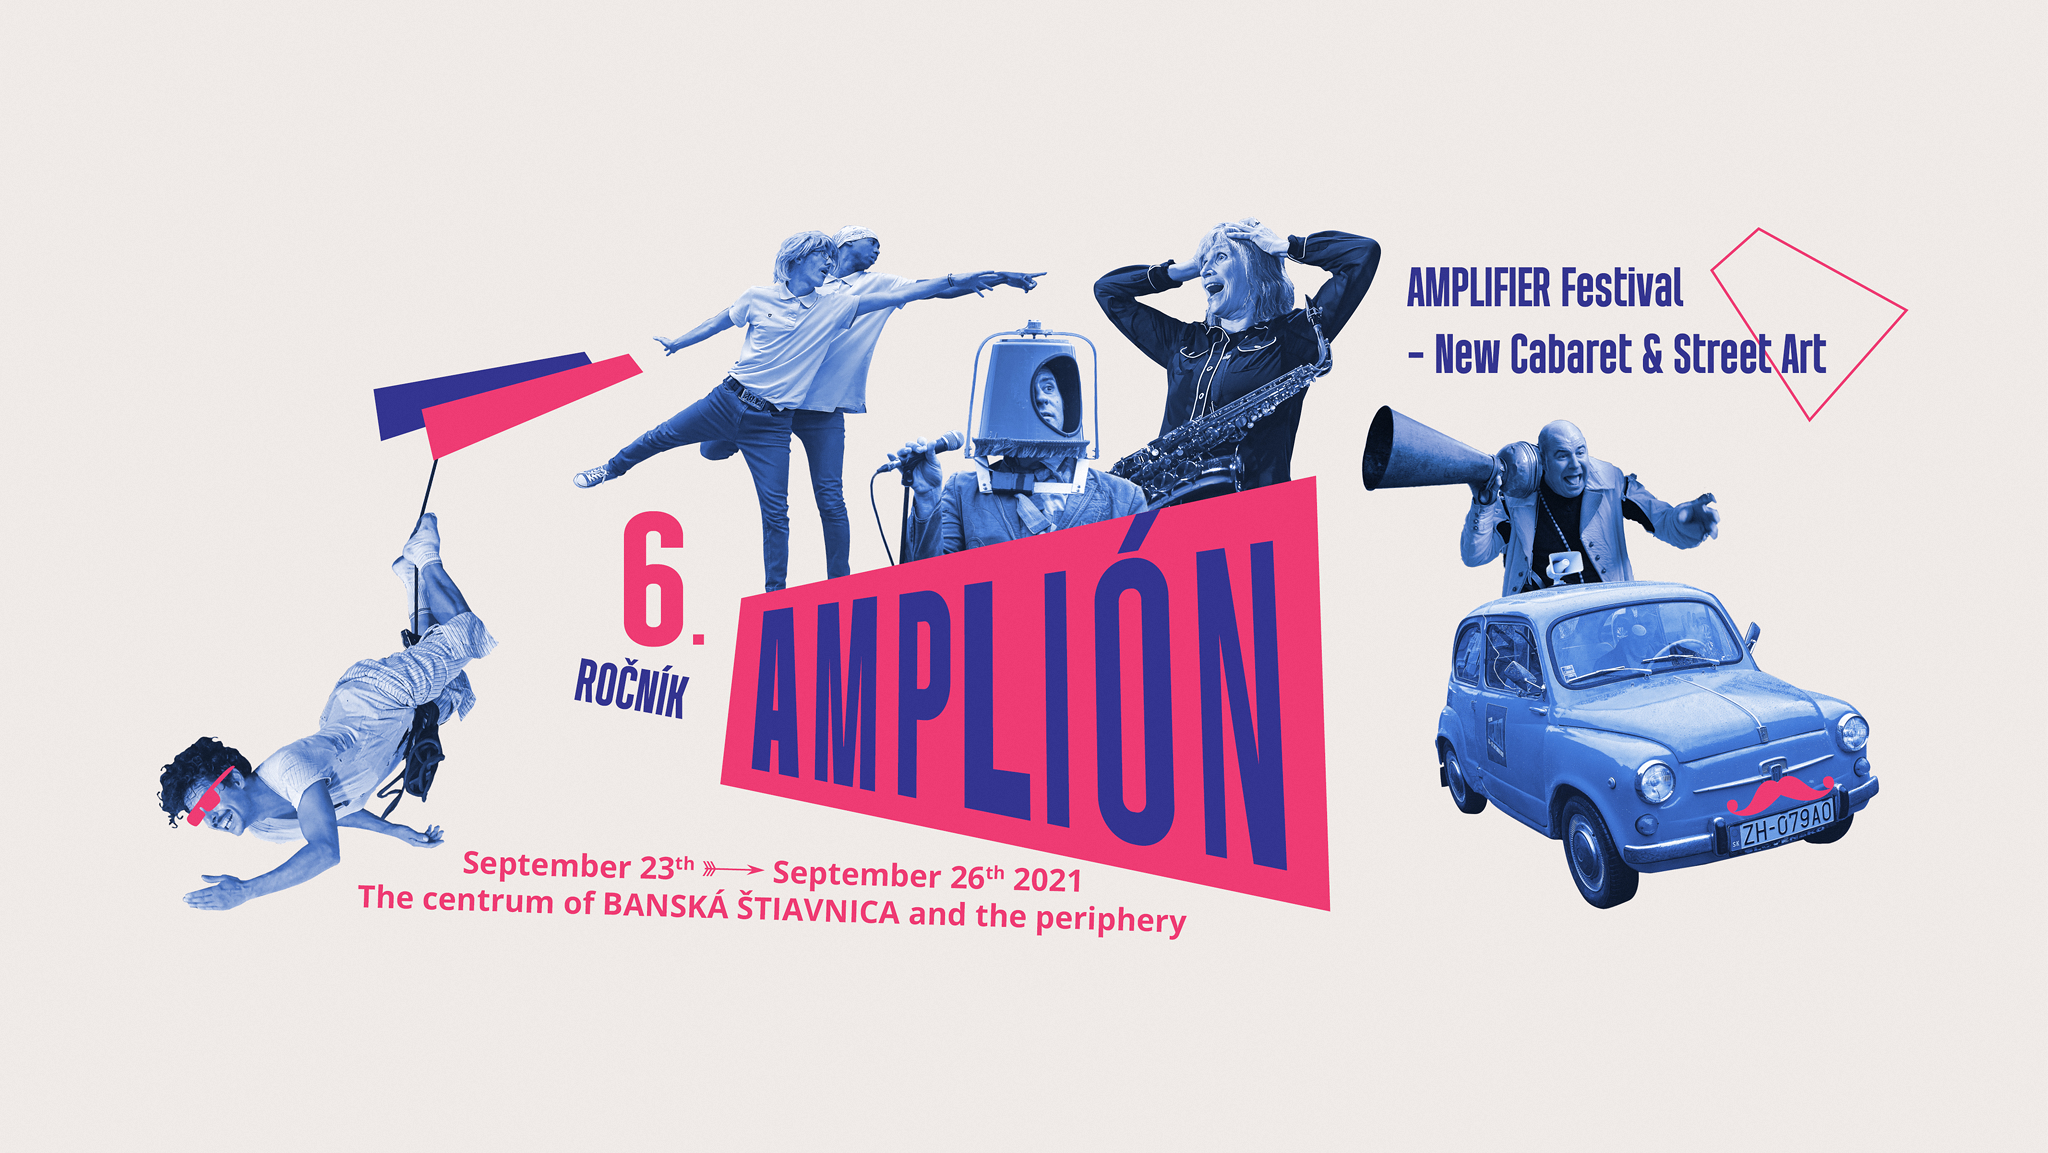 AMPLIFIER Festival
– New Cabaret & Street Art
6.
ROČNÍK
AMPLIÓN
September 23th September 26th 2021
The centrum of BANSKÁ ŠTIAVNICA and the periphery
ZH-079AO
SK